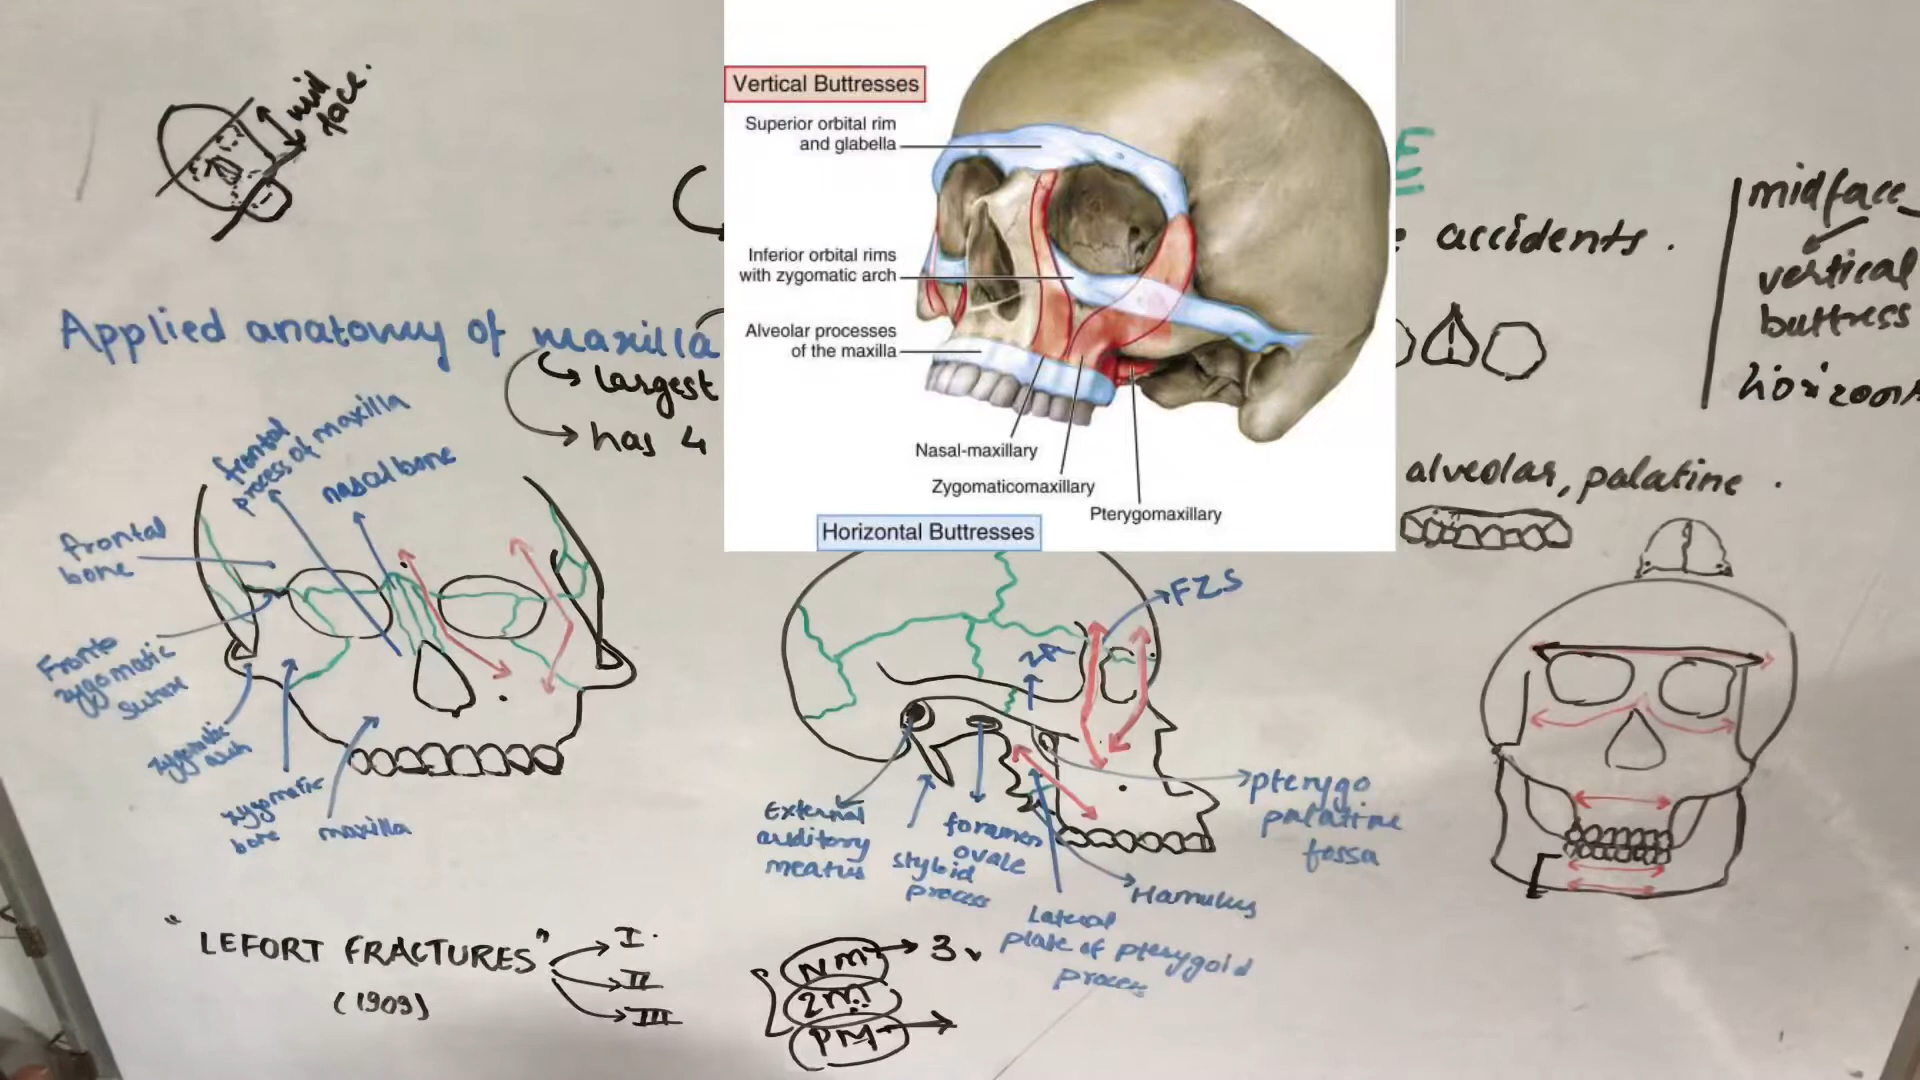 mid
face.
Applied anatomy of maxilla
largest
has 4
Vertical Buttresses
Superior orbital rim
and glabella
Inferior orbital rims
with zygomatic arch
Alveolar processes
of the maxilla
Nasal-maxillary
Zygomaticomaxillary
Pterygomaxillary
Horizontal Buttresses
E
accidents.
midface
vertical
buttress
alveolar, palatine.
frontal
process of maxilla
nasal bone
frontal
bone
Fronto
zygomatic
suture
zygomatic
arch
zygomatic
bone
maxilla
FZS
External
auditory
meatus
styloid
process
foramen
ovale
Lateral
plate of pterygoid
process
Hamulus
pterygo
palatine
fossa
"LEFORT FRACTURES"
(1909)
I.
II
III
NM
3
ZM
PM